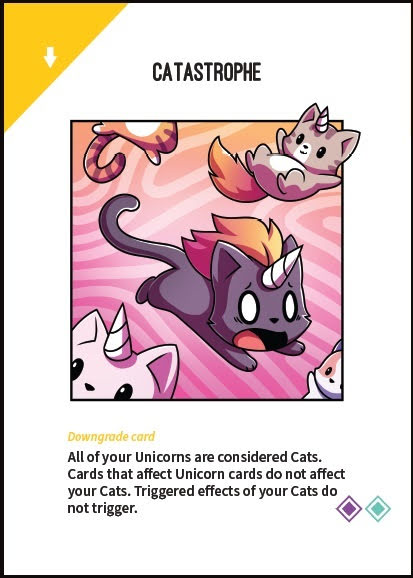 CATASTROPHE
Downgrade card
All of your Unicorns are considered Cats.
Cards that affect Unicorn cards do not affect
your Cats. Triggered effects of your Cats do
not trigger.